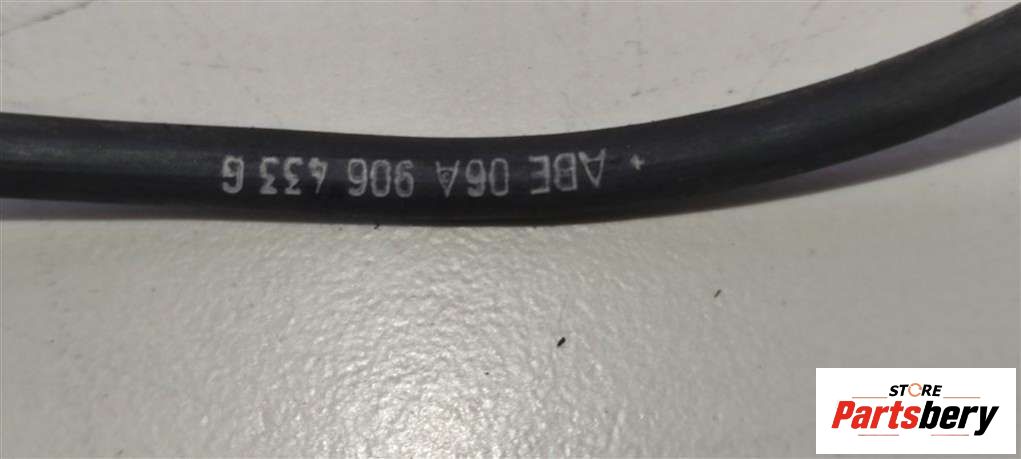 + ABE 06A 906 433 G
STORE
Partsbery